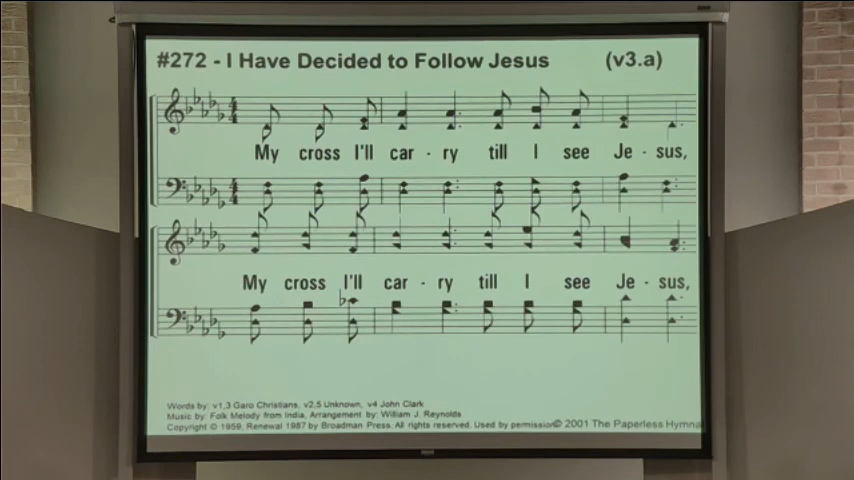 #272 - I Have Decided to Follow Jesus (v3.a)
My cross I'll car - ry till I see Je - sus,
My cross I'll car - ry till I see Je - sus,
Words by: v1,3 Garo Christians, v2,5 Unknown, v4 John Clark
Music by: Folk Melody from India, Arrangement by: William J. Reynolds
Copyright © 1959, Renewal 1987 by Broadman Press. All rights reserved. Used by permission© 2001 The Paperless Hymnal